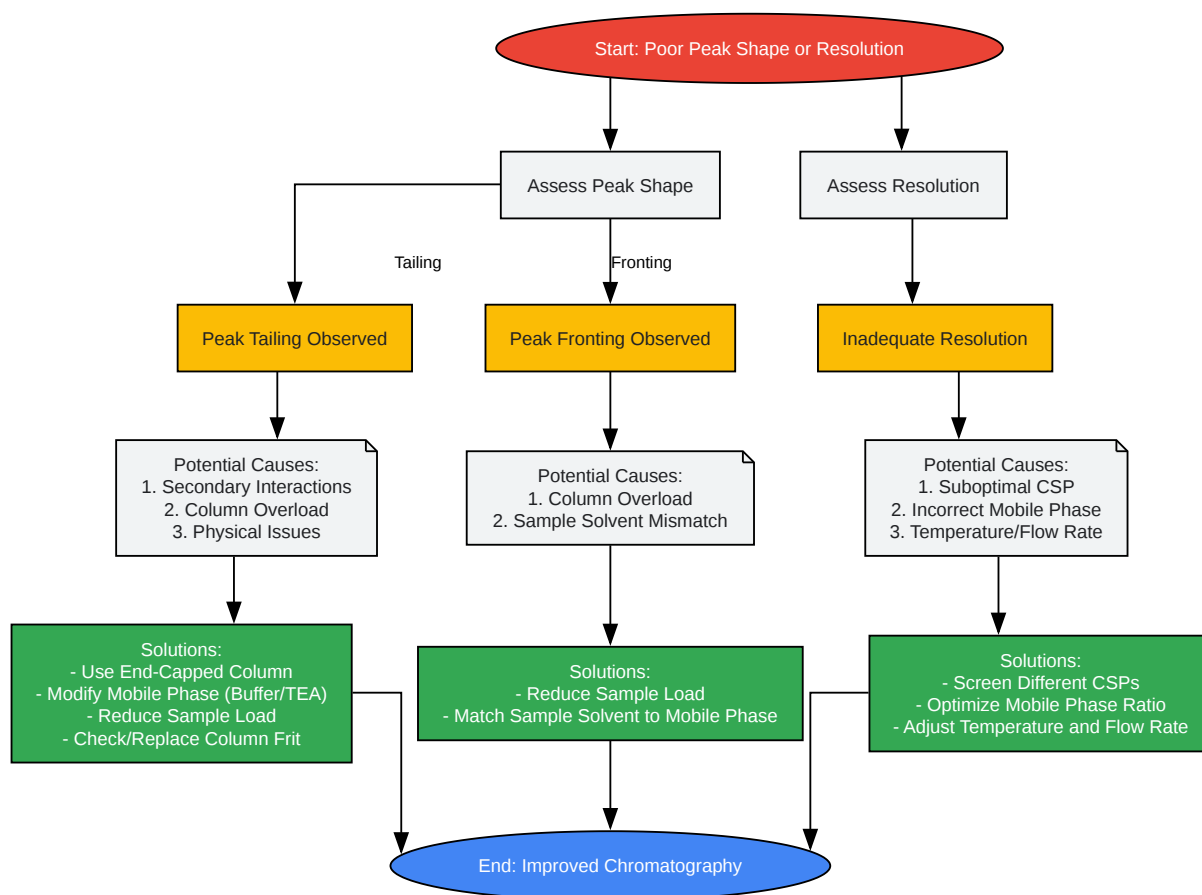 Start: Poor Peak Shape or Resolution
Assess Peak Shape
Assess Resolution
Tailing
Fronting
Peak Tailing Observed
Peak Fronting Observed
Inadequate Resolution
Potential Causes:
1. Secondary Interactions
2. Column Overload
3. Physical Issues
Potential Causes:
1. Column Overload
2. Sample Solvent Mismatch
Potential Causes:
1. Suboptimal CSP
2. Incorrect Mobile Phase
3. Temperature/Flow Rate
Solutions:
- Use End-Capped Column
- Modify Mobile Phase (Buffer/TEA)
- Reduce Sample Load
- Check/Replace Column Frit
Solutions:
- Reduce Sample Load
- Match Sample Solvent to Mobile Phase
Solutions:
- Screen Different CSPs
- Optimize Mobile Phase Ratio
- Adjust Temperature and Flow Rate
End: Improved Chromatography